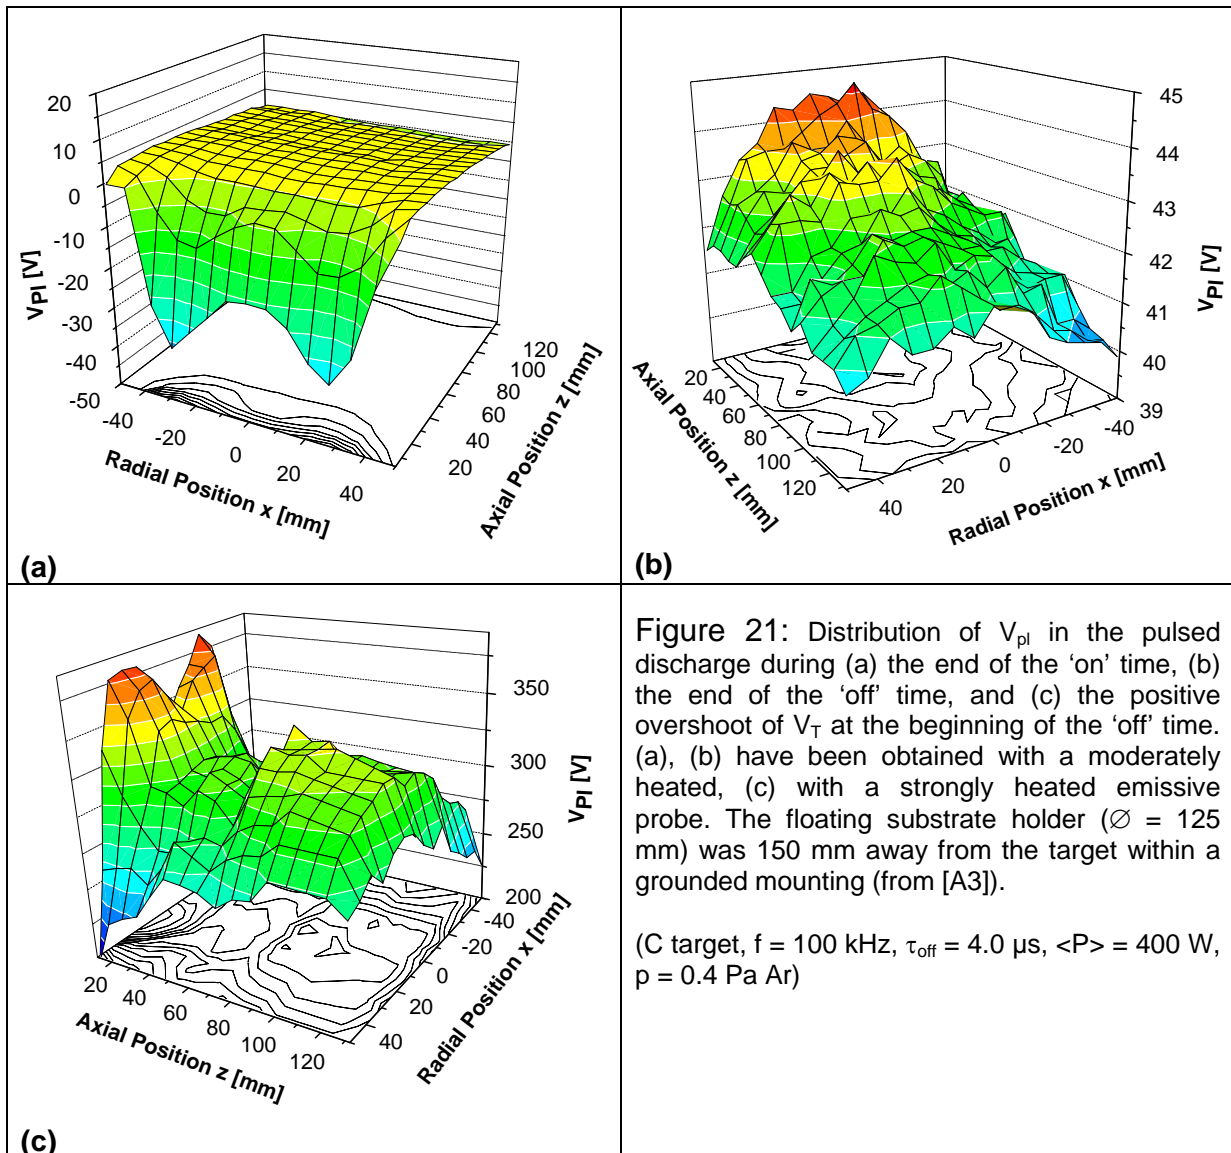 20
10
0
-10
-20
-30
-40
-50
V_Pl [V]
-40
-20
0
20
40
Radial Position x [mm]
20
40
60
80
100
120
Axial Position z [mm]
(a)
45
44
43
42
41
40
39
V_Pl [V]
20
40
60
80
100
120
Axial Position z [mm]
40
20
0
-20
-40
Radial Position x [mm]
(b)
350
300
250
200
V_Pl [V]
20
40
60
80
100
120
Axial Position z [mm]
-40
-20
0
20
40
Radial Position x [mm]
(c)
Figure 21: Distribution of V_pl in the pulsed
discharge during (a) the end of the ‘on’ time, (b)
the end of the ‘off’ time, and (c) the positive
overshoot of V_T at the beginning of the ‘off’ time.
(a), (b) have been obtained with a moderately
heated, (c) with a strongly heated emissive
probe. The floating substrate holder (∅ = 125
mm) was 150 mm away from the target within a
grounded mounting (from [A3]).
(C target, f = 100 kHz, τ_off = 4.0 µs, <P> = 400 W,
p = 0.4 Pa Ar)